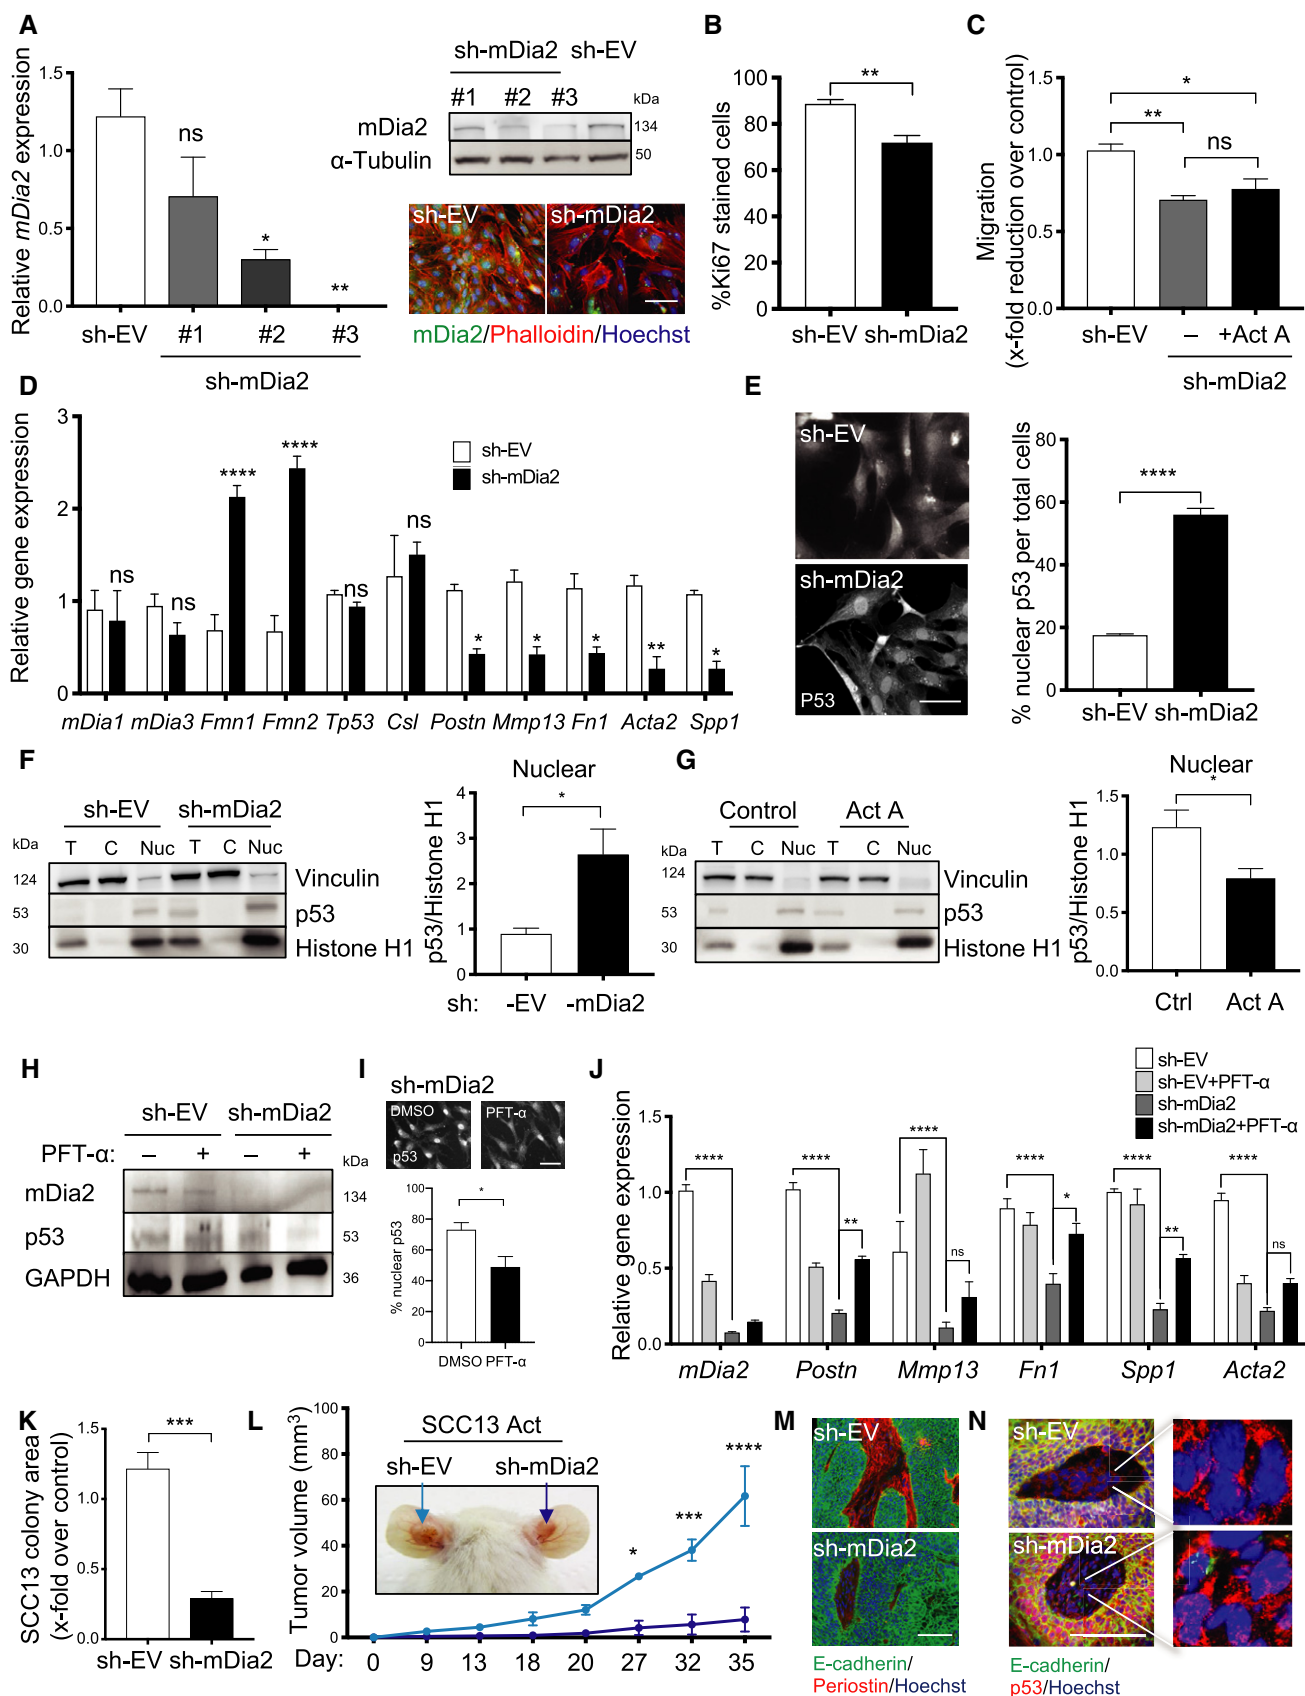 A
Relative mDia2 expression
1.5
1.0
0.5
0.0
ns
*
**
sh-EV
#1
#2
#3
sh-mDia2
sh-mDia2 sh-EV
#1 #2 #3
kDa
mDia2
134
α-Tubulin
50
sh-EV
sh-mDia2
mDia2/Phalloidin/Hoechst
B
%Ki67 stained cells
100
80
60
40
20
0
**
sh-EV sh-mDia2
C
Migration
(x-fold reduction over control)
1.5
1.0
0.5
0.0
*
**
ns
sh-EV – +Act A
sh-mDia2
D
Relative gene expression
3
2
1
0
sh-EV
sh-mDia2
ns
ns
****
****
ns
ns
*
*
*
**
*
mDia1 mDia3 Fmn1 Fmn2 Tp53 Csl Postn Mmp13 Fn1 Acta2 Spp1
E
sh-EV
sh-mDia2
P53
% nuclear p53 per total cells
80
60
40
20
0
****
sh-EV sh-mDia2
F
sh-EV sh-mDia2
kDa
T C Nuc T C Nuc
124
Vinculin
53
p53
30
Histone H1
Nuclear
p53/Histone H1
4
3
2
1
0
*
sh: -EV -mDia2
G
Control Act A
kDa
T C Nuc T C Nuc
124
Vinculin
53
p53
30
Histone H1
Nuclear
p53/Histone H1
1.5
1.0
0.5
0.0
*
Ctrl Act A
H
sh-EV sh-mDia2
PFT-α: – + – +
kDa
mDia2
134
p53
53
GAPDH
36
I
sh-mDia2
DMSO
p53
PFT-α
% nuclear p53
100
80
60
40
20
0
*
DMSO PFT-α
J
sh-EV
sh-EV+PFT-α
sh-mDia2
sh-mDia2+PFT-α
Relative gene expression
1.5
1.0
0.5
0.0
****
****
**
****
ns
****
*
****
**
****
ns
mDia2 Postn Mmp13 Fn1 Spp1 Acta2
K
SCC13 colony area
(x-fold over control)
1.5
1.0
0.5
0.0
***
sh-EV sh-mDia2
L
Tumor volume (mm³)
100
80
60
40
20
0
SCC13 Act
sh-EV sh-mDia2
*
***
****
Day: 0 9 13 18 20 27 32 35
M
sh-EV
sh-mDia2
E-cadherin/
Periostin/Hoechst
N
sh-EV
sh-mDia2
E-cadherin/
p53/Hoechst